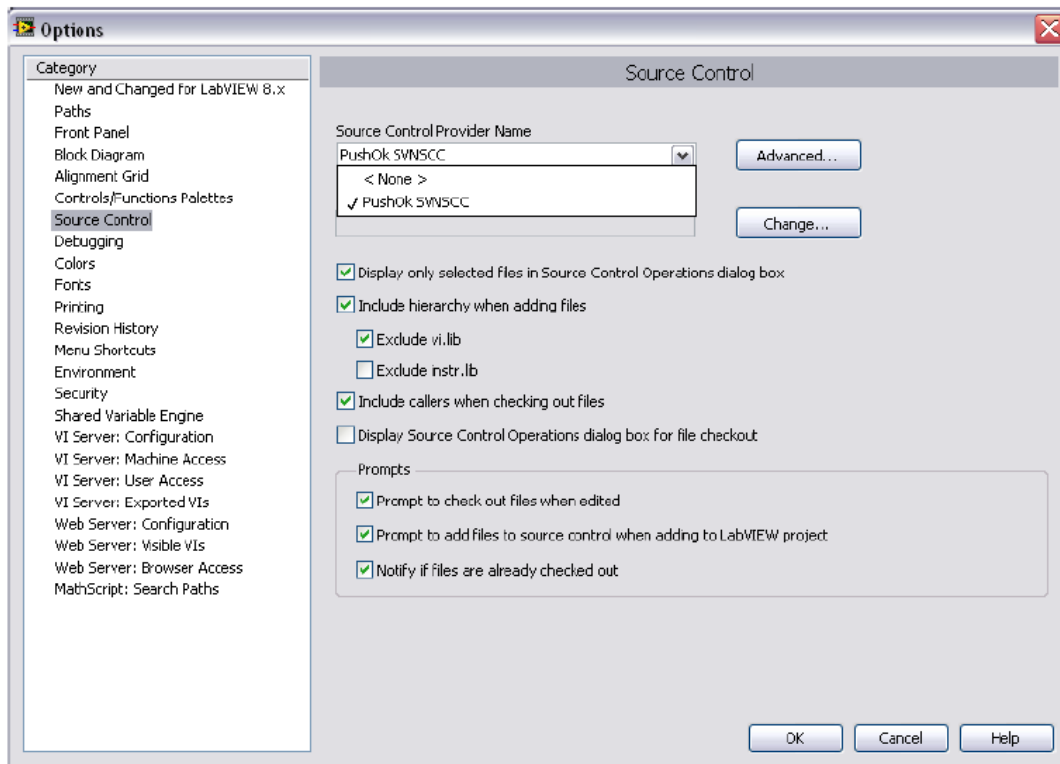 Options
Category
New and Changed for LabVIEW 8.x
Paths
Front Panel
Block Diagram
Alignment Grid
Controls/Functions Palettes
Source Control
Debugging
Colors
Fonts
Printing
Revision History
Menu Shortcuts
Environment
Security
Shared Variable Engine
VI Server: Configuration
VI Server: Machine Access
VI Server: User Access
VI Server: Exported VIs
Web Server: Configuration
Web Server: Visible VIs
Web Server: Browser Access
MathScript: Search Paths
Source Control
Source Control Provider Name
PushOk SVNSCC
Advanced...
< None >
PushOk SVNSCC
Change...
Display only selected files in Source Control Operations dialog box
Include hierarchy when adding files
Exclude vi.lib
Exclude instr.lib
Include callers when checking out files
Display Source Control Operations dialog box for file checkout
Prompts
Prompt to check out files when edited
Prompt to add files to source control when adding to LabVIEW project
Notify if files are already checked out
OK Cancel Help